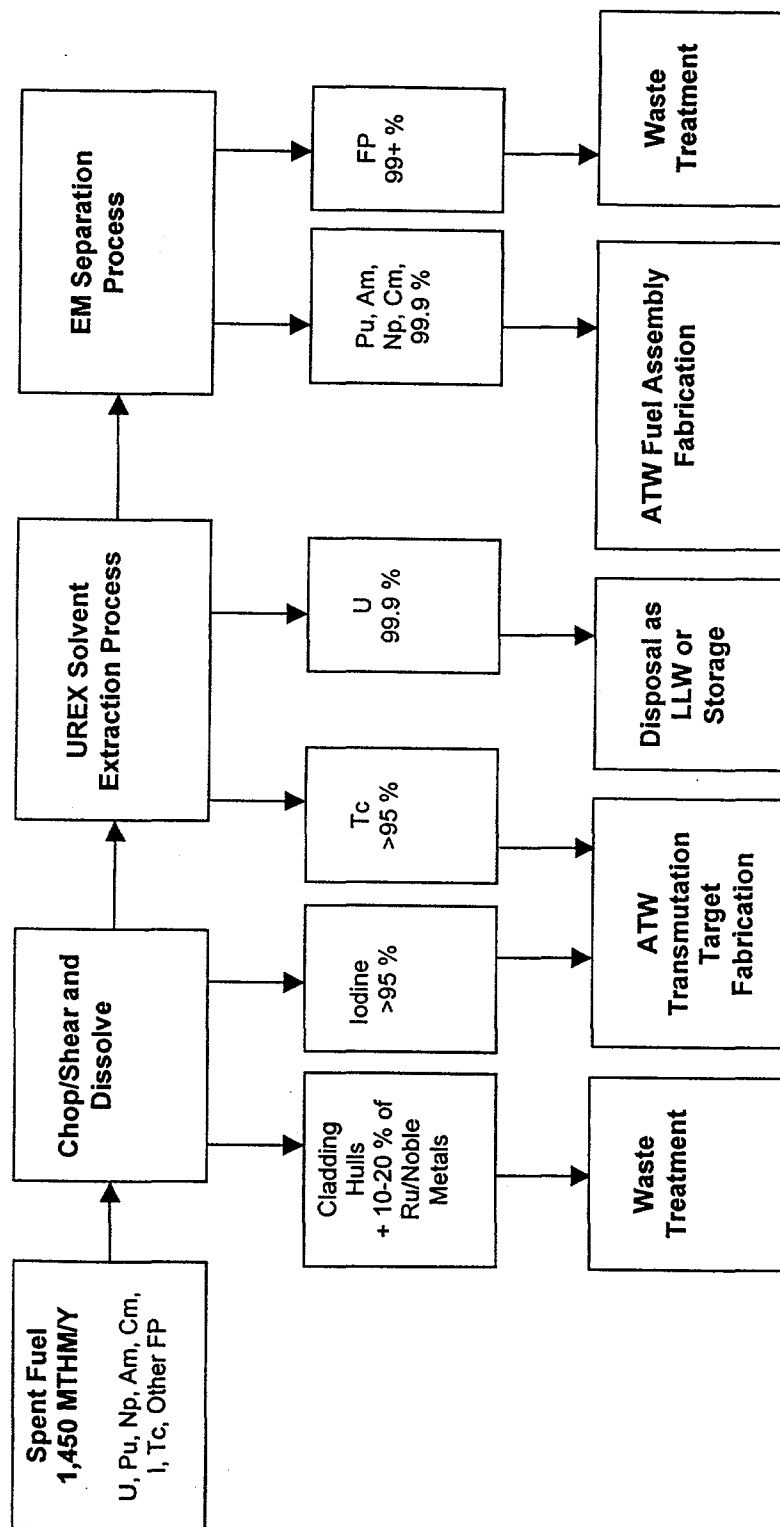 Spent Fuel
1,450 MTHM/Y
U, Pu, Np, Am, Cm,
I, Tc, Other FP
Chop/Shear and
Dissolve
UREX Solvent
Extraction Process
EM Separation
Process
Cladding
Hulls
+ 10-20 % of
Ru/Noble
Metals
Iodine
>95 %
Tc
>95 %
U
99.9 %
Pu, Am,
Np, Cm,
99.9 %
FP
99+ %
Waste
Treatment
ATW
Transmutation
Target
Fabrication
Disposal as
LLW or
Storage
ATW Fuel Assembly
Fabrication
Waste
Treatment